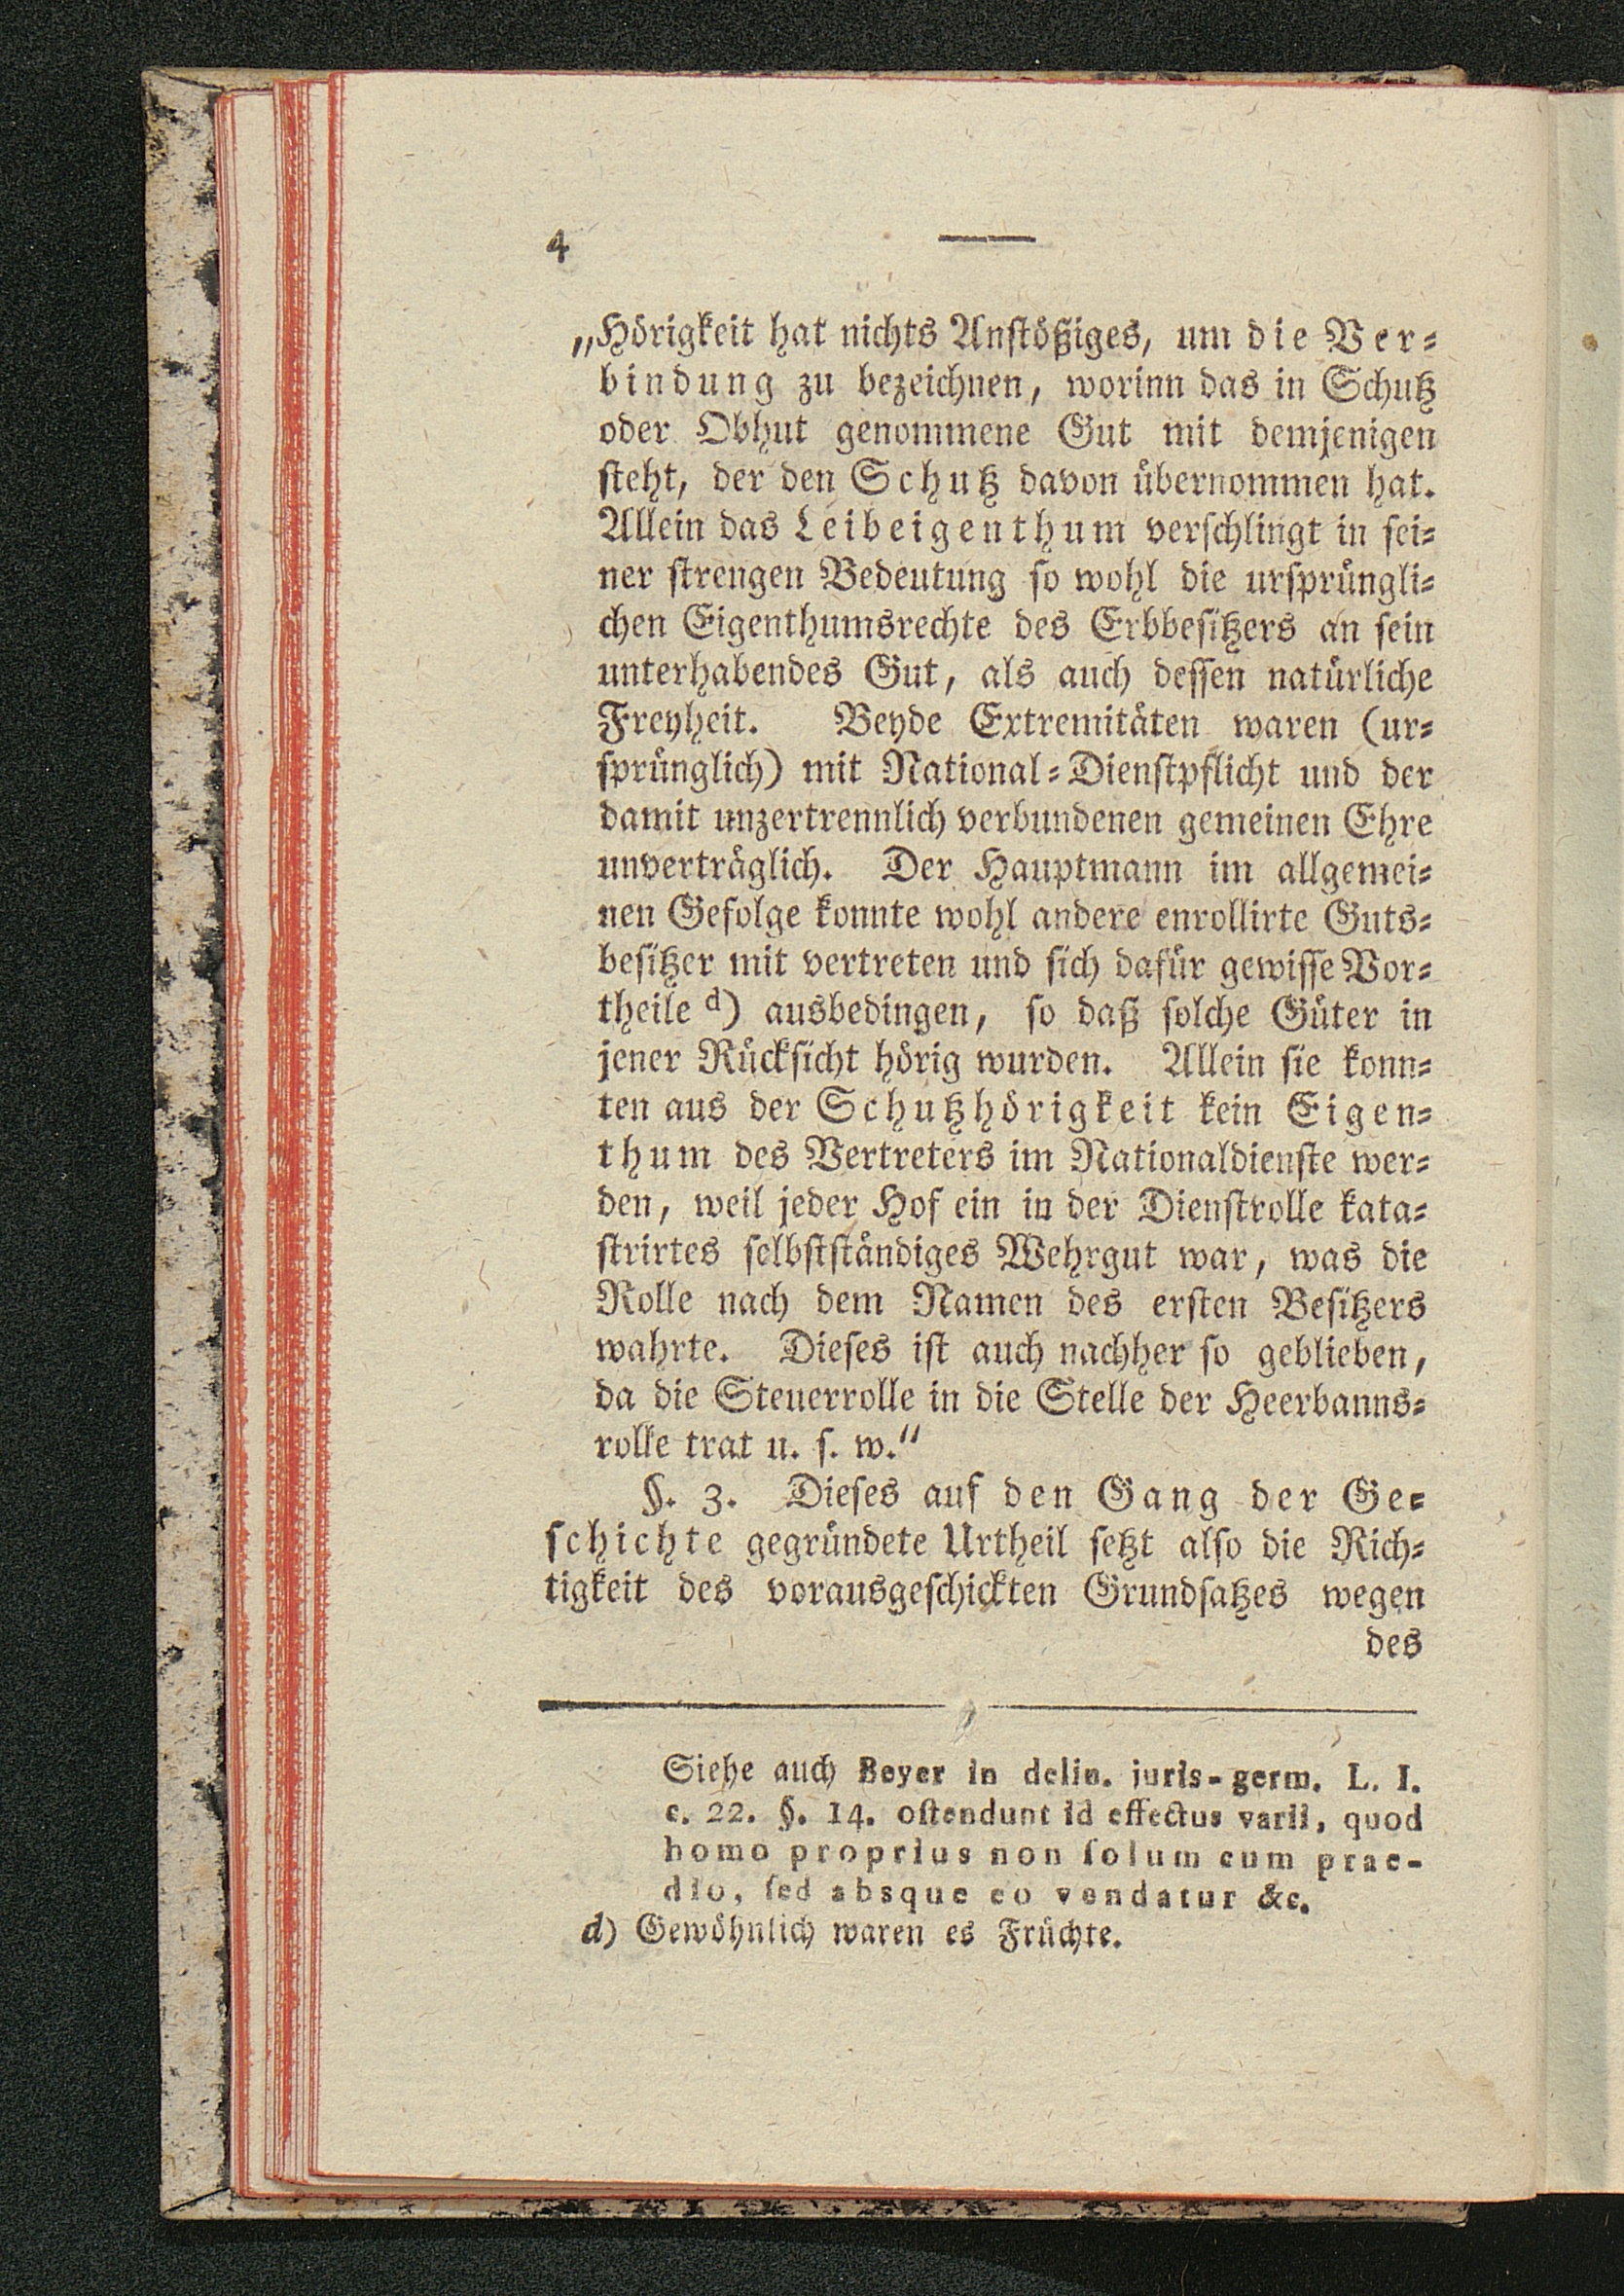 4
„Hörigkeit hat nichts Anstößiges, um die Ver-
bindung zu bezeichnen, worinn das in Schutz
oder Obhut genommene Gut mit demjenigen
steht, der den Schutz davon übernommen hat.
Allein das Leibeigenthum verschlingt in sei-
ner strengen Bedeutung so wohl die ursprüngli-
chen Eigenthumsrechte des Erbbesitzers an sein
unterhabendes Gut, als auch dessen natürliche
Freyheit. Beyde Extremitäten waren (ur-
sprünglich) mit National-Dienstpflicht und der
damit unzertrennlich verbundenen gemeinen Ehre
unverträglich. Der Hauptmann im allgemei-
nen Gefolge konnte wohl andere enrollirte Guts-
besitzer mit vertreten und sich dafür gewisse Vor-
theile d) ausbedingen, so daß solche Güter in
jener Rücksicht hörig wurden. Allein sie konn-
ten aus der Schutzhörigkeit kein Eigen-
thum des Vertreters im Nationaldienste wer-
den, weil jeder Hof ein in der Dienstrolle kata-
strirtes selbstständiges Wehrgut war, was die
Rolle nach dem Namen des ersten Besitzers
wahrte. Dieses ist auch nachher so geblieben,
da die Steuerrolle in die Stelle der Heerbanns-
rolle trat u. s. w.“
§. 3. Dieses auf den Gang der Ge-
schichte gegründete Urtheil setzt also die Rich-
tigkeit des vorausgeschickten Grundsatzes wegen
des
Siehe auch Beyer in delin. juris-germ. L. I.
c. 22. §. 14. ostendunt id effectus varii, quod
homo proprius non solum cum prae-
dio, sed absque eo vendatur &c.
d) Gewöhnlich waren es Früchte.